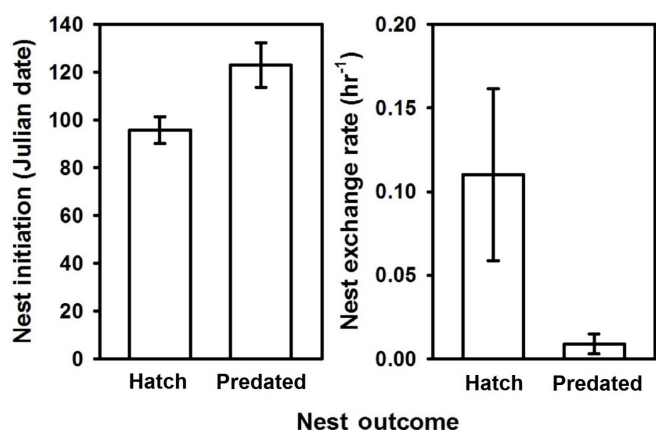 Nest initiation (Julian date)
140
120
100
80
60
40
20
0
Hatch Predated
Nest exchange rate (hr-1)
0.20
0.15
0.10
0.05
0.00
Hatch Predated
Nest outcome